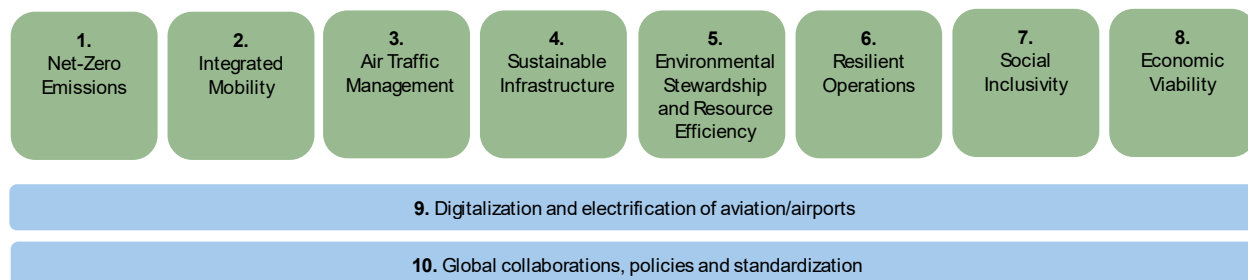 1.
Net-Zero
Emissions
2.
Integrated
Mobility
3.
Air Traffic
Management
4.
Sustainable
Infrastructure
5.
Environmental
Stewardship
and Resource
Efficiency
6.
Resilient
Operations
7.
Social
Inclusivity
8.
Economic
Viability
9. Digitalization and electrification of aviation/airports
10. Global collaborations, policies and standardization